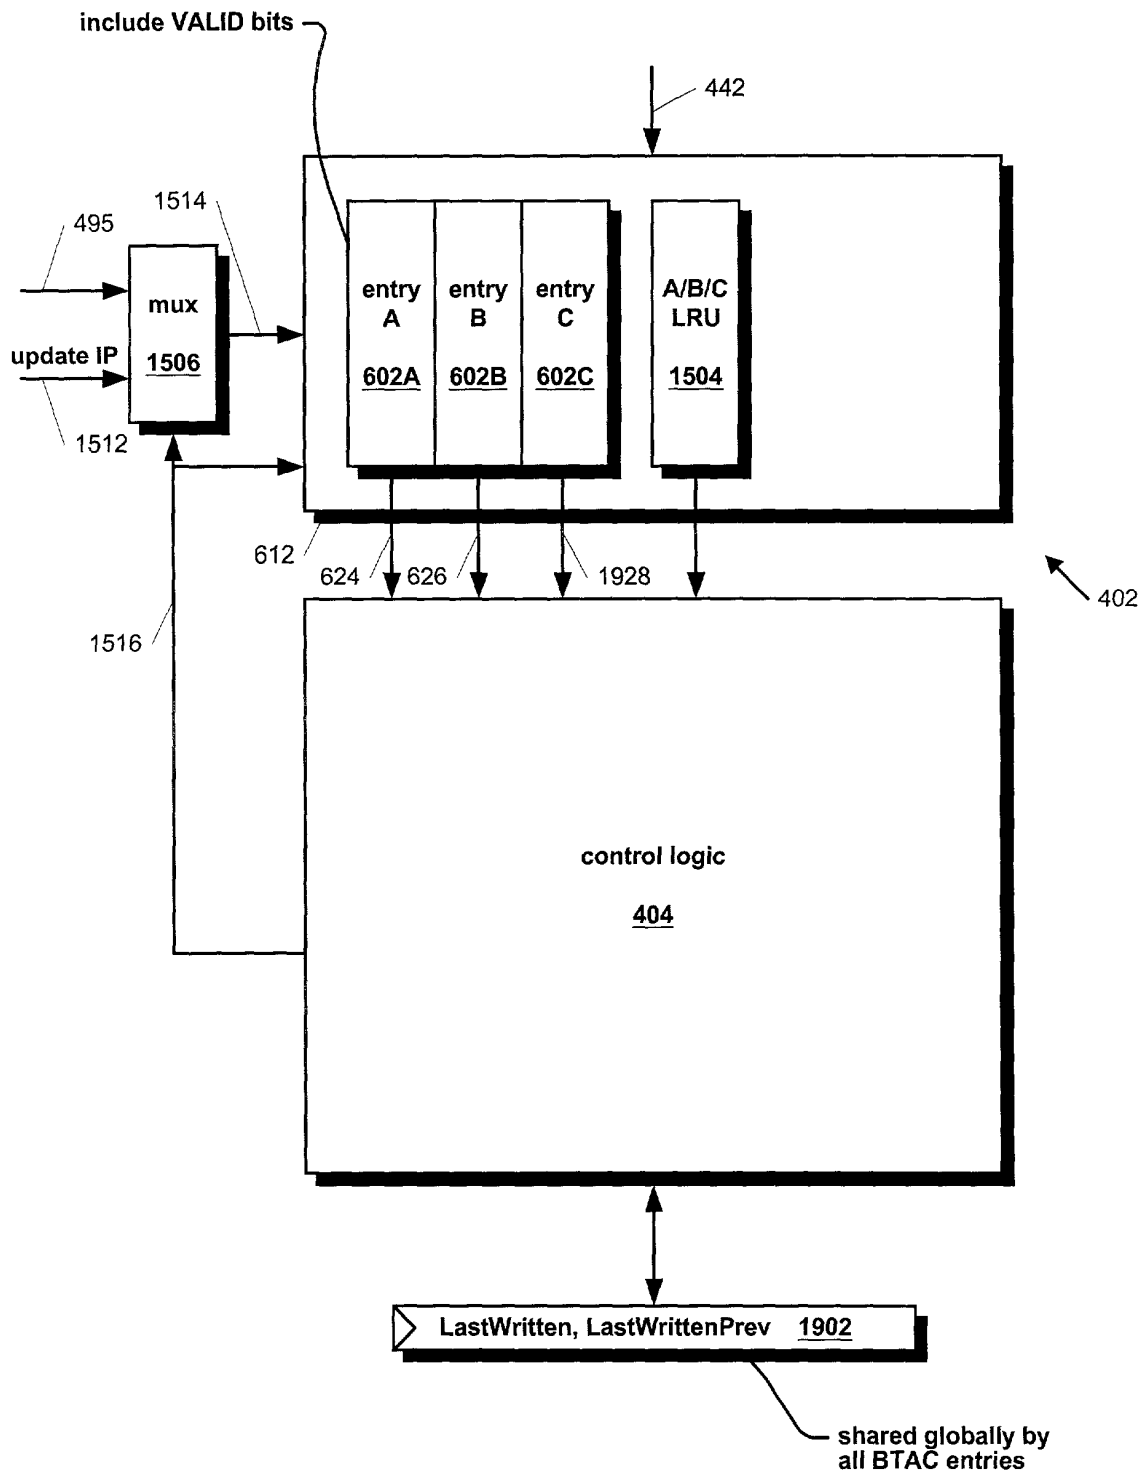 include VALID bits
442
1514
495
mux
1506
update IP
1512
entry A
602A
entry B
602B
entry C
602C
A/B/C LRU
1504
612
624
626
1928
402
1516
control logic
404
LastWritten, LastWrittenPrev 1902
shared globally by
all BTAC entries